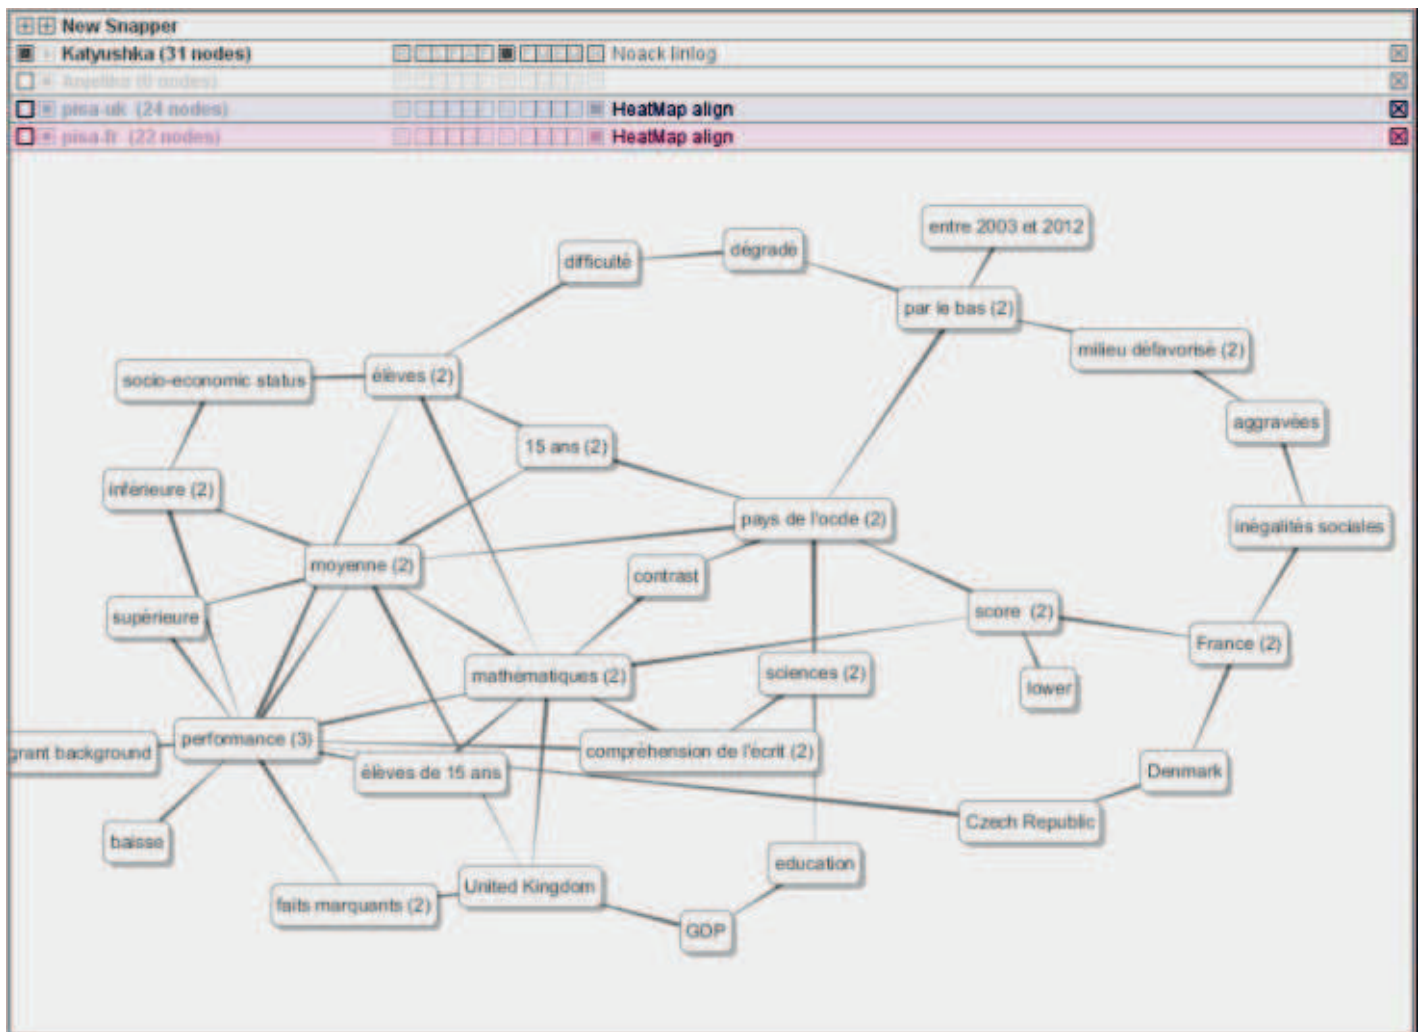 New Snapper
Katyushka (31 nodes) Noack linlog
Angelika (0 nodes)
pisa-uk (24 nodes) HeatMap align
pisa-fr (22 nodes) HeatMap align
entre 2003 et 2012
dégradé
difficulté
par le bas (2)
milieu défavorisé (2)
socio-economic status
élèves (2)
aggravées
15 ans (2)
inférieure (2)
pays de l'ocde (2)
inégalités sociales
moyenne (2)
contrast
supérieure
score (2)
France (2)
mathématiques (2)
sciences (2)
lower
performance (3)
grant background
compréhension de l'écrit (2)
élèves de 15 ans
Denmark
Czech Republic
baisse
education
United Kingdom
faits marquants (2)
GDP